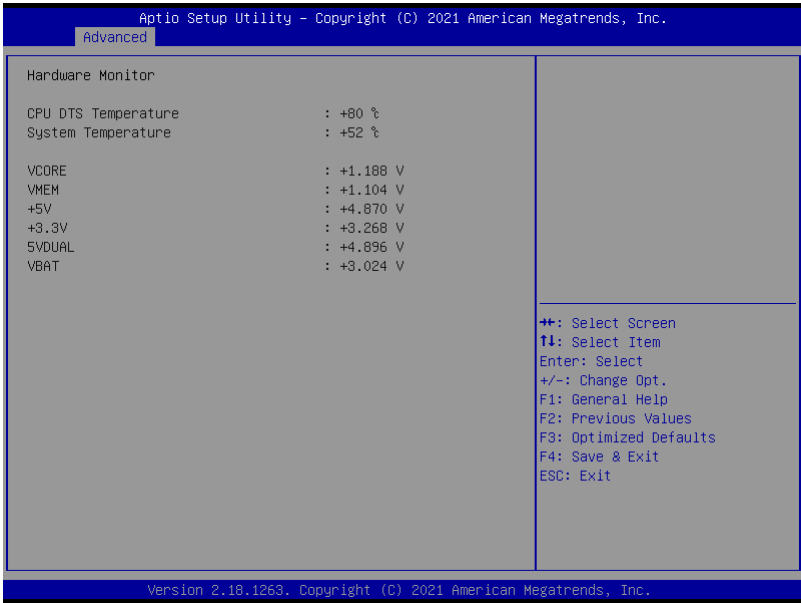 Aptio Setup Utility – Copyright (C) 2021 American Megatrends, Inc.
Advanced
Hardware Monitor
CPU DTS Temperature : +80 ℃
System Temperature : +52 ℃
VCORE : +1.188 V
VMEM : +1.104 V
+5V : +4.870 V
+3.3V : +3.268 V
5VDUAL : +4.896 V
VBAT : +3.024 V
→←: Select Screen
↑↓: Select Item
Enter: Select
+/-: Change Opt.
F1: General Help
F2: Previous Values
F3: Optimized Defaults
F4: Save & Exit
ESC: Exit
Version 2.18.1263. Copyright (C) 2021 American Megatrends, Inc.